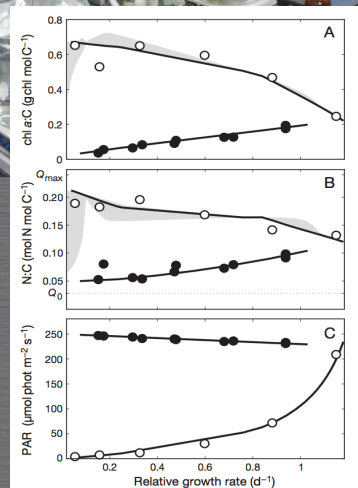 0.8
A
0.6
0.4
0.2
0
chl a:C (g chl mol C⁻¹)
Qmax
B
0.20
0.15
0.10
0.05
Q0
N:C (mol N mol C⁻¹)
250
C
200
150
100
50
0
PAR (µmol phot m⁻² s⁻¹)
0.2 0.4 0.6 0.8 1
Relative growth rate (d⁻¹)